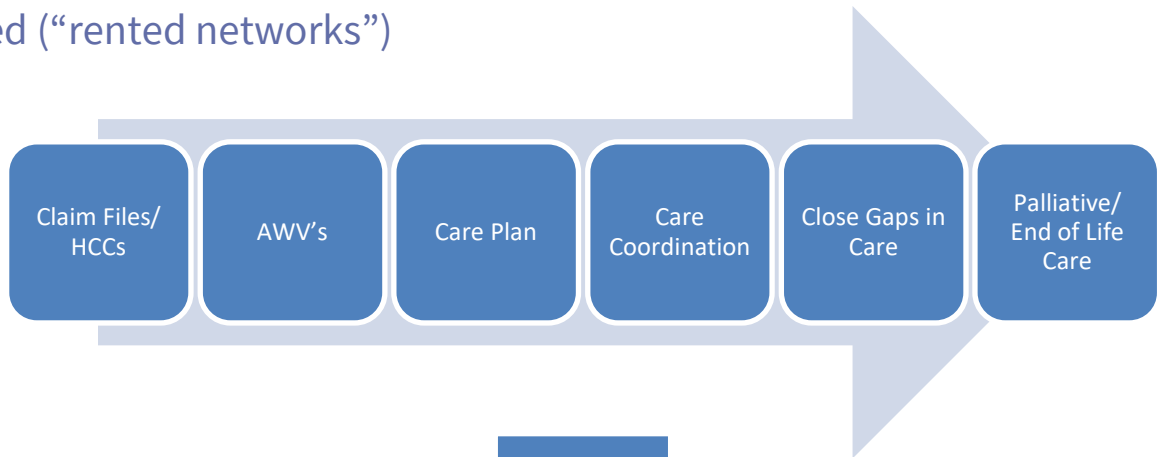 ed (“rented networks”)
Claim Files/
HCCs
AWV’s
Care Plan
Care
Coordination
Close Gaps in
Care
Palliative/
End of Life
Care